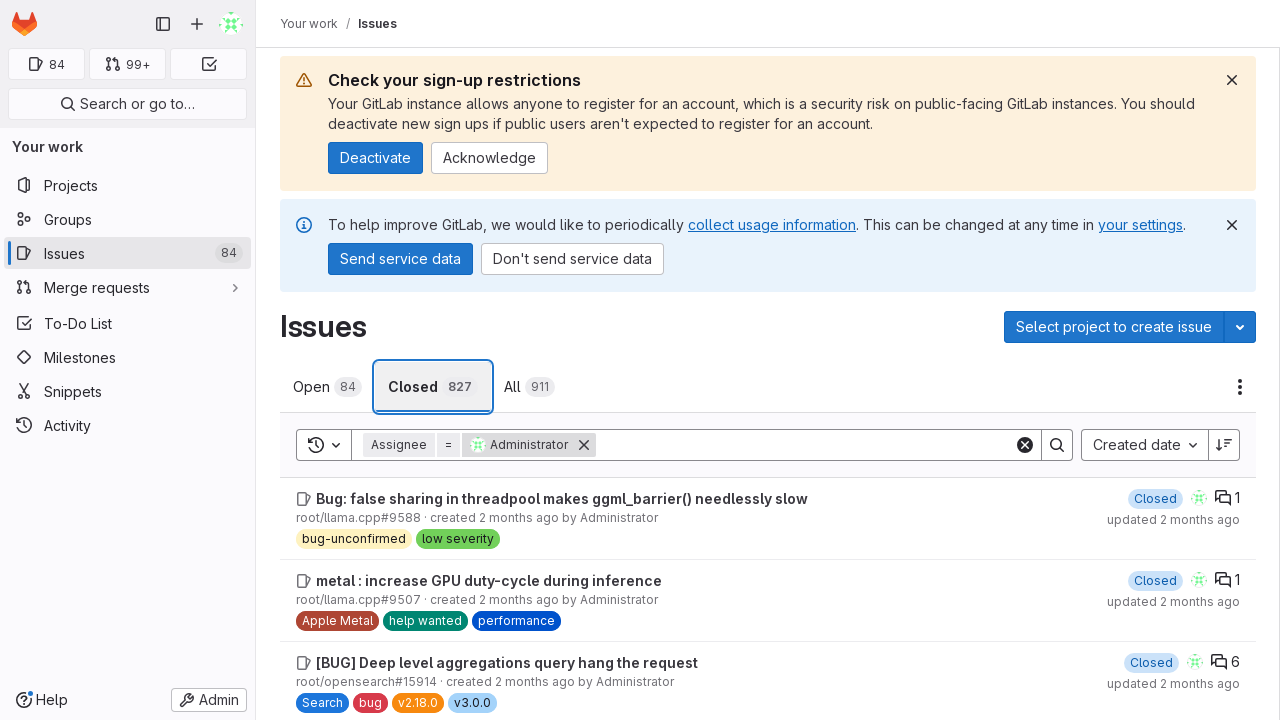 Your work / Issues
84
99+
Search or go to…
Your work
Projects
Groups
Issues 84
Merge requests
To-Do List
Milestones
Snippets
Activity
Help
Admin
Check your sign-up restrictions
Your GitLab instance allows anyone to register for an account, which is a security risk on public-facing GitLab instances. You should
deactivate new sign ups if public users aren't expected to register for an account.
Deactivate Acknowledge
To help improve GitLab, we would like to periodically collect usage information. This can be changed at any time in your settings.
Send service data Don't send service data
Issues
Select project to create issue
Open 84 Closed 827 All 911
Assignee = Administrator
Created date
Bug: false sharing in threadpool makes ggml_barrier() needlessly slow
Closed 1
root/llama.cpp#9588 · created 2 months ago by Administrator
updated 2 months ago
bug-unconfirmed low severity
metal : increase GPU duty-cycle during inference
Closed 1
root/llama.cpp#9507 · created 2 months ago by Administrator
updated 2 months ago
Apple Metal help wanted performance
[BUG] Deep level aggregations query hang the request
Closed 6
root/opensearch#15914 · created 2 months ago by Administrator
updated 2 months ago
Search bug v2.18.0 v3.0.0